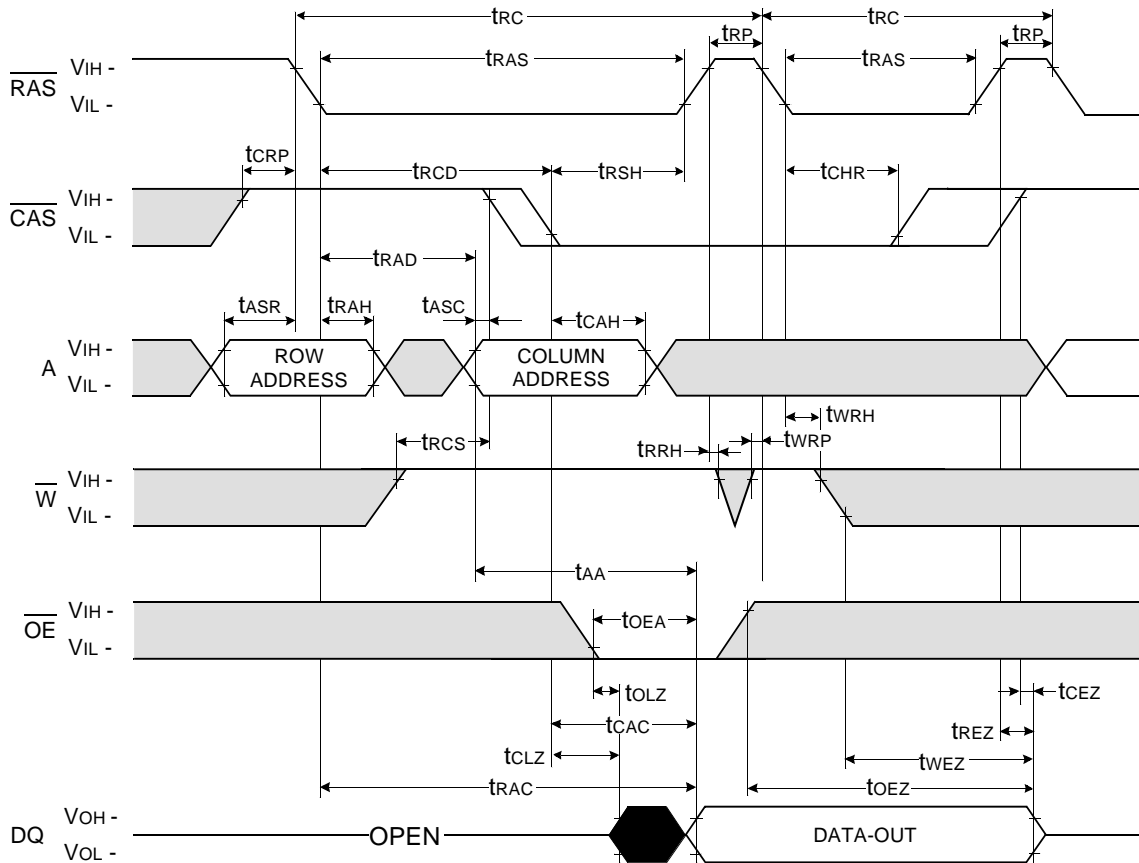 tRC tRC
tRP tRP
tRAS tRAS
RAS VIH -
VIL -
tCRP tRCD tRSH tCHR
CAS VIH -
VIL -
tRAD
tASR tRAH tASC tCAH
A VIH -
VIL -
ROW ADDRESS
COLUMN ADDRESS
tWRH
tRCS tRRH tWRP
W VIH -
VIL -
tAA
OE VIH -
VIL -
tOEA
tOLZ tCEZ
tCAC tREZ
tCLZ tWEZ
tRAC tOEZ
DQ VOH -
VOL -
OPEN DATA-OUT